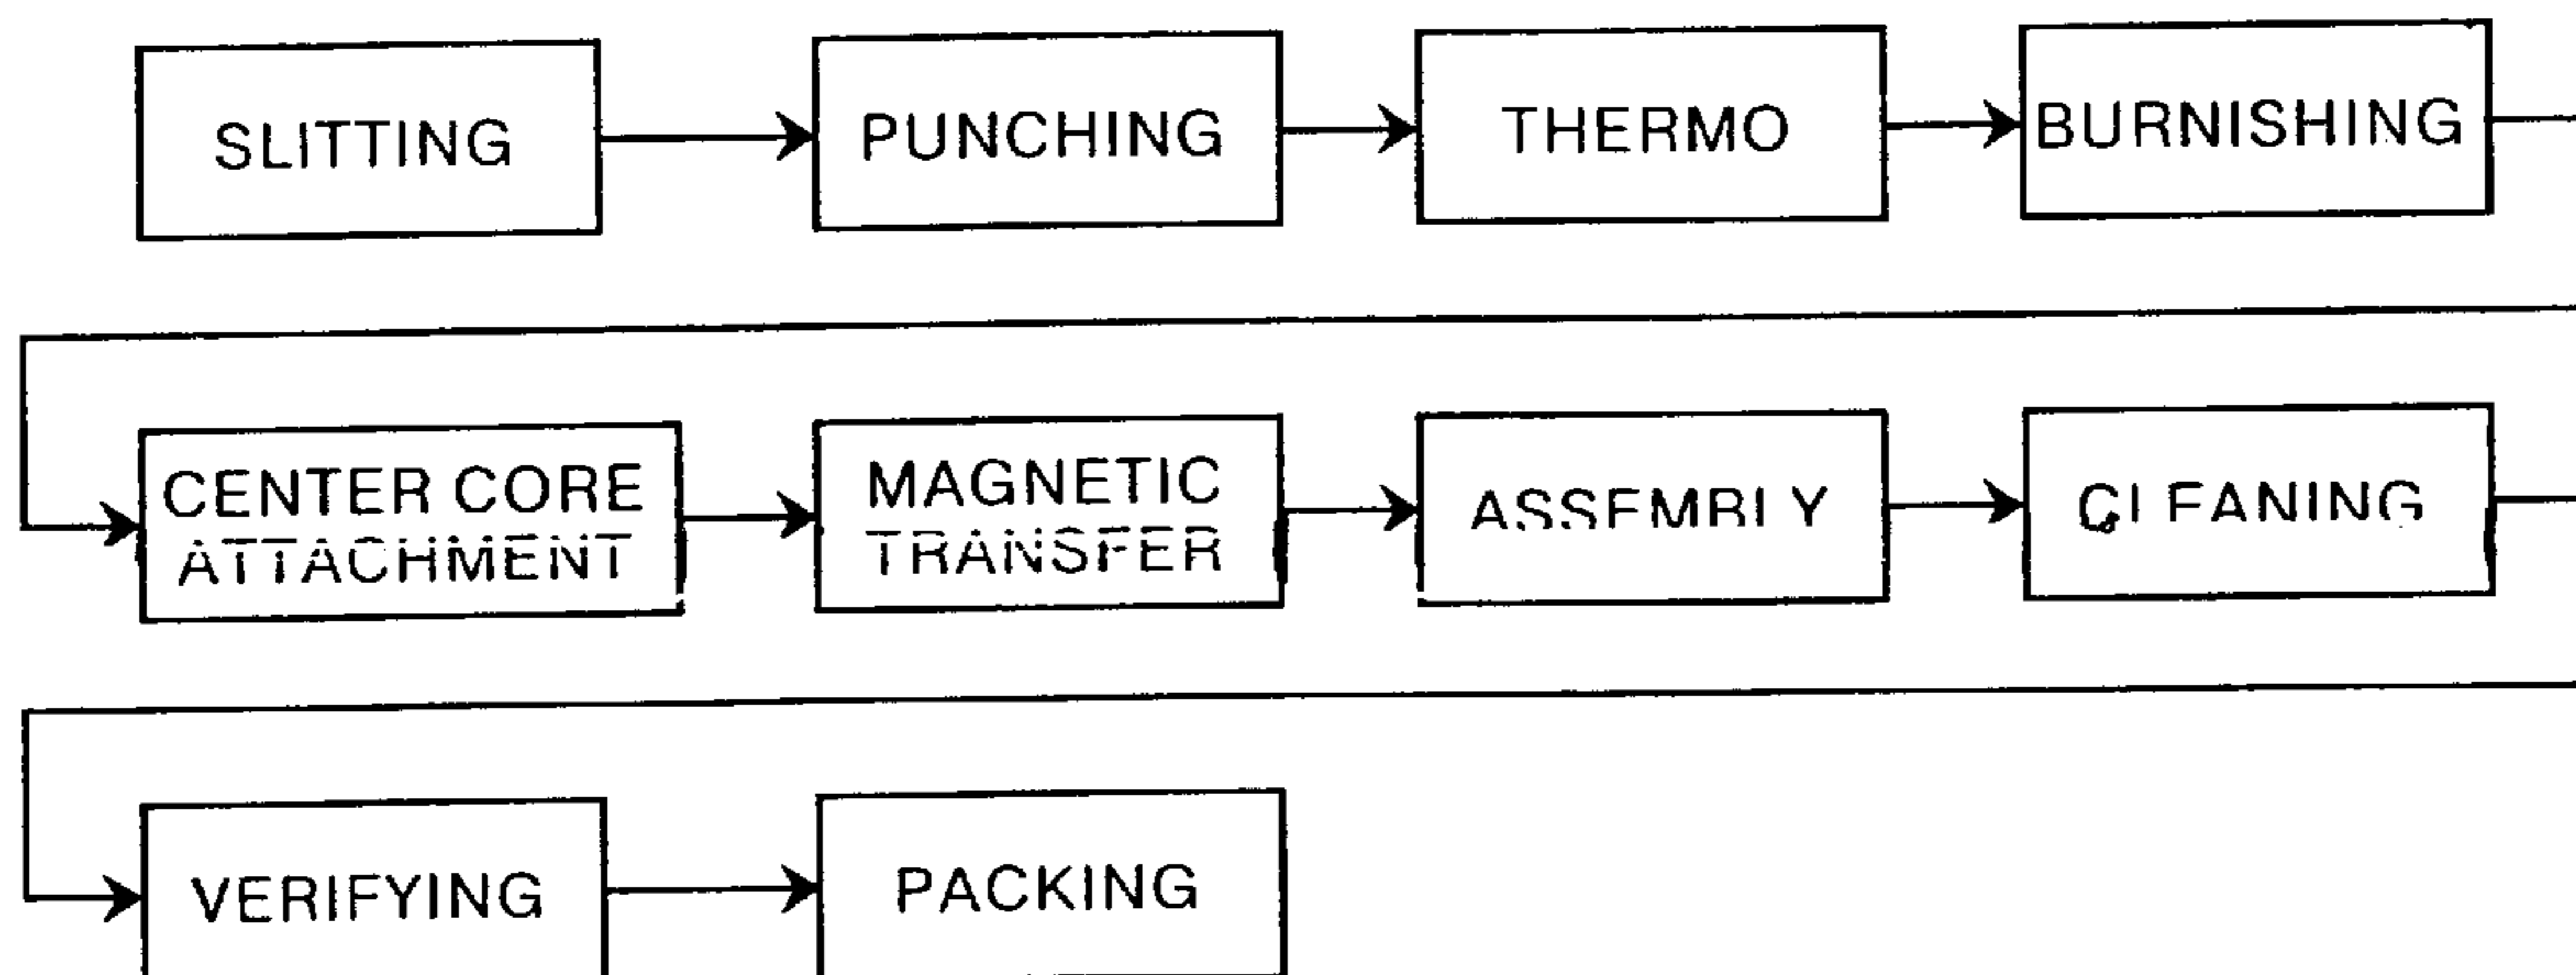 SLITTING
PUNCHING
THERMO
BURNISHING
CENTER CORE
ATTACHMENT
MAGNETIC
TRANSFER
ASSEMBLY
CLEANING
VERIFYING
PACKING